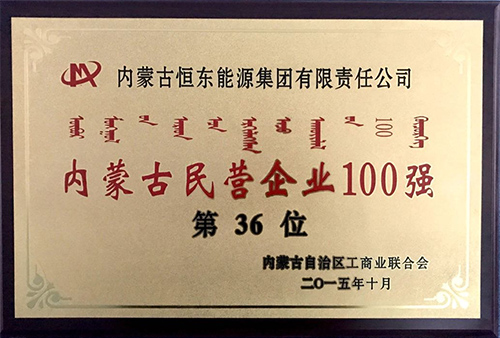 内蒙古恒东能源集团有限责任公司
100
内蒙古民营企业100强
第 36 位
内蒙古自治区工商业联合会
二〇一五年十月